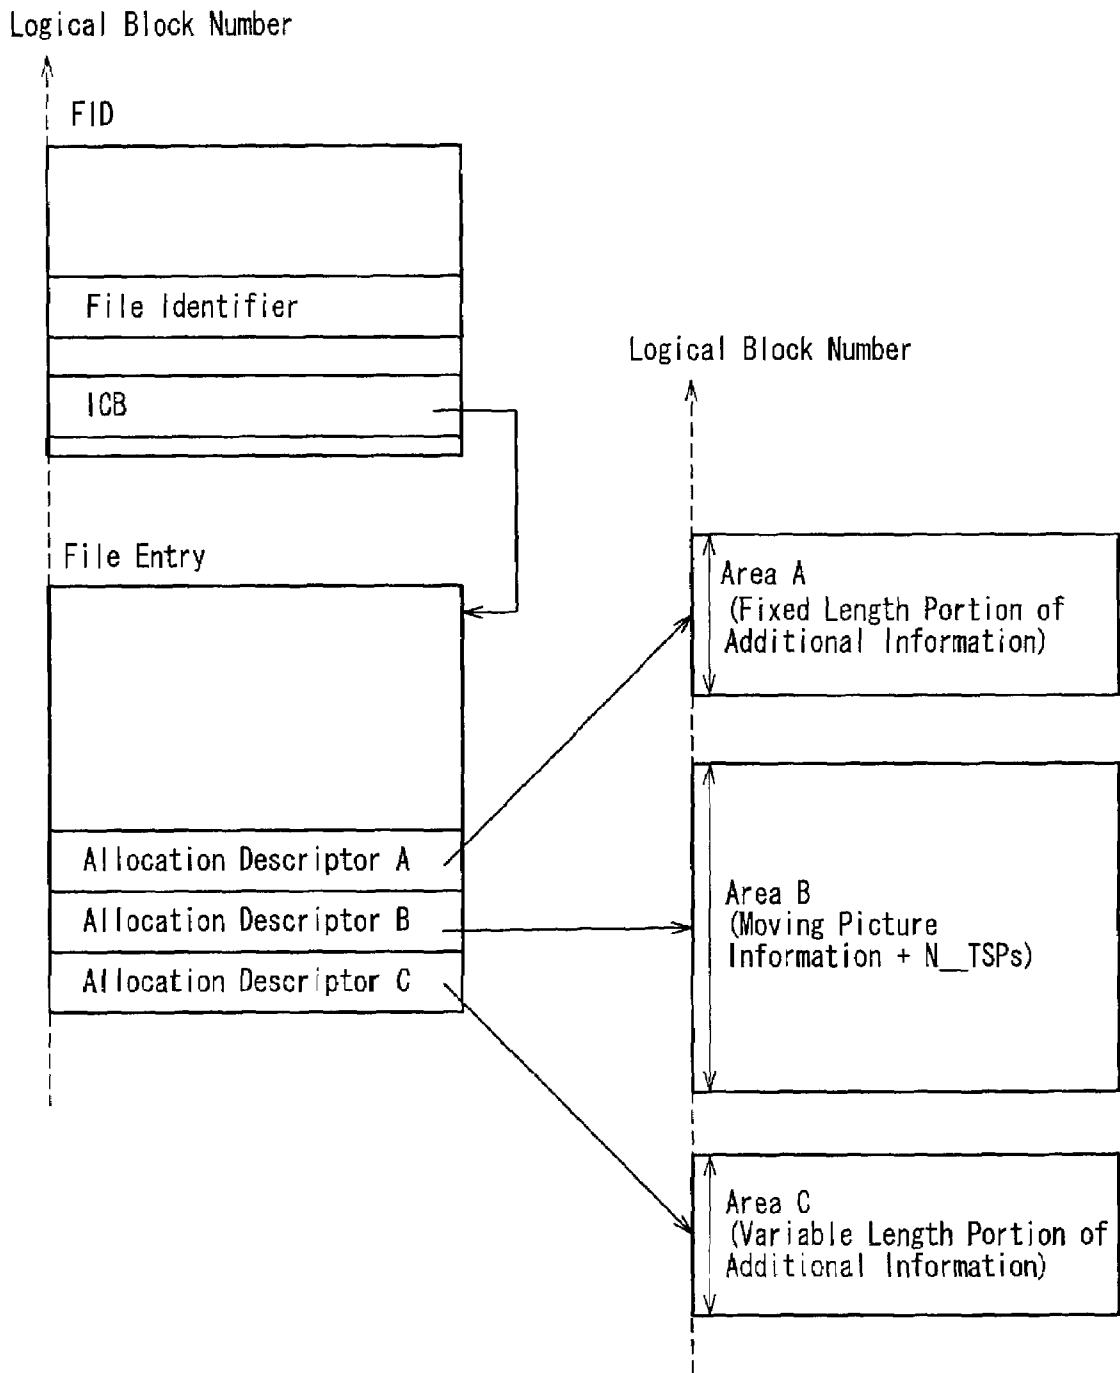 Logical Block Number
FID
File Identifier
ICB
File Entry
Allocation Descriptor A
Allocation Descriptor B
Allocation Descriptor C
Logical Block Number
Area A
(Fixed Length Portion of
Additional Information)
Area B
(Moving Picture
Information + N__TSPs)
Area C
(Variable Length Portion of
Additional Information)